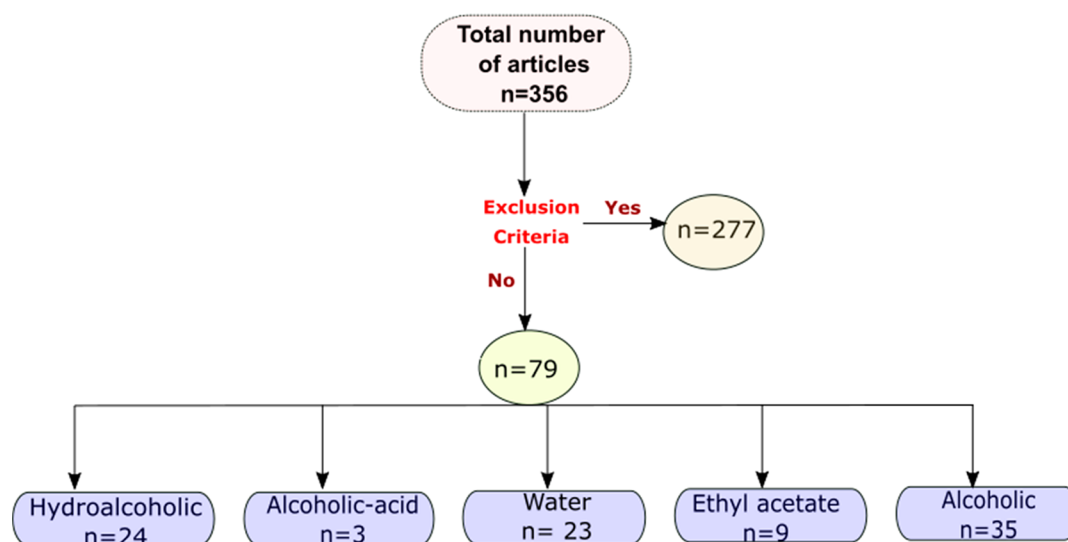 Total number
of articles
n=356
Exclusion
Criteria
Yes
n=277
No
n=79
Hydroalcoholic
n=24
Alcoholic-acid
n=3
Water
n= 23
Ethyl acetate
n=9
Alcoholic
n=35